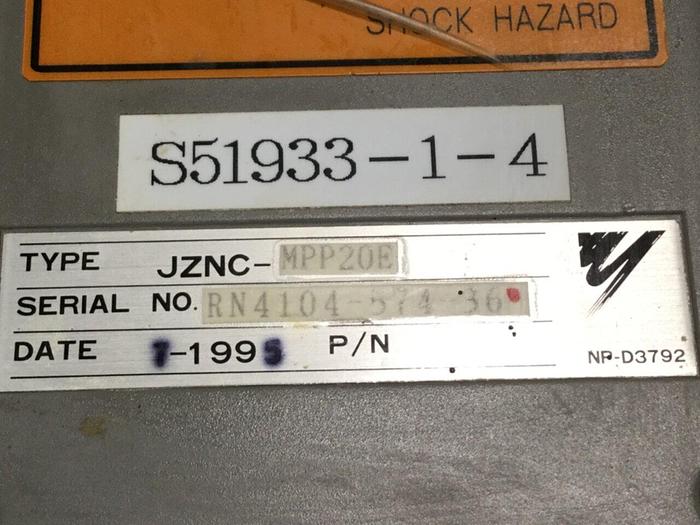 SHOCK HAZARD
S51933-1-4
TYPE JZNC-MPP20E
SERIAL NO. RN4104-574-36
DATE 7-1995 P/N
NP-D3792